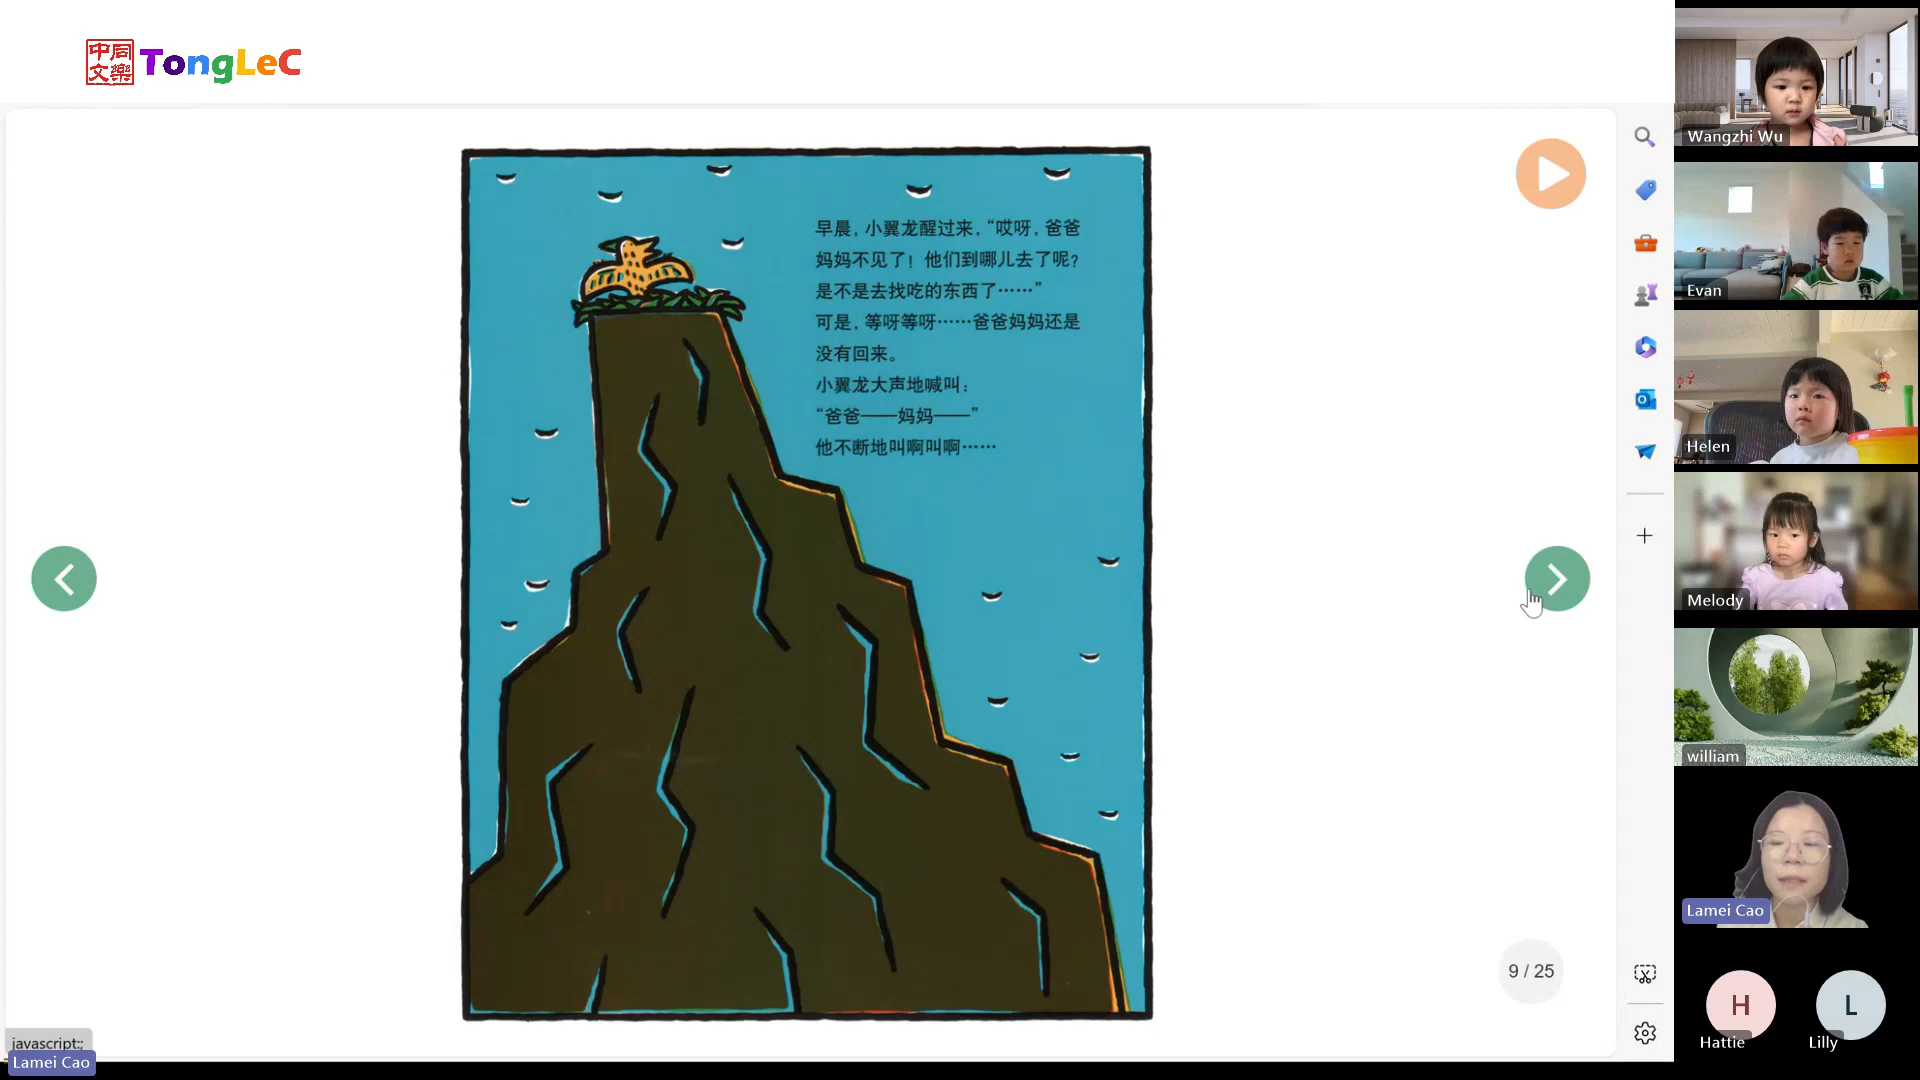 中同
文樂
TongLeC
早晨，小翼龙醒过来，“哎呀，爸爸
妈妈不见了！他们到哪儿去了呢？
是不是去找吃的东西了……”
可是，等呀等呀……爸爸妈妈还是
没有回来。
小翼龙大声地喊叫：
“爸爸——妈妈——”
他不断地叫啊叫啊……
9 / 25
javascript:;
Lamei Cao
Wangzhi Wu
Evan
Helen
Melody
william
Lamei Cao
H
Hattie
L
Lilly